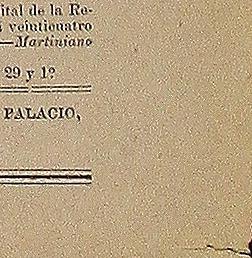 ital de la Re-
veinticuatro
—Martiniano
29 y 1º
PALACIO,